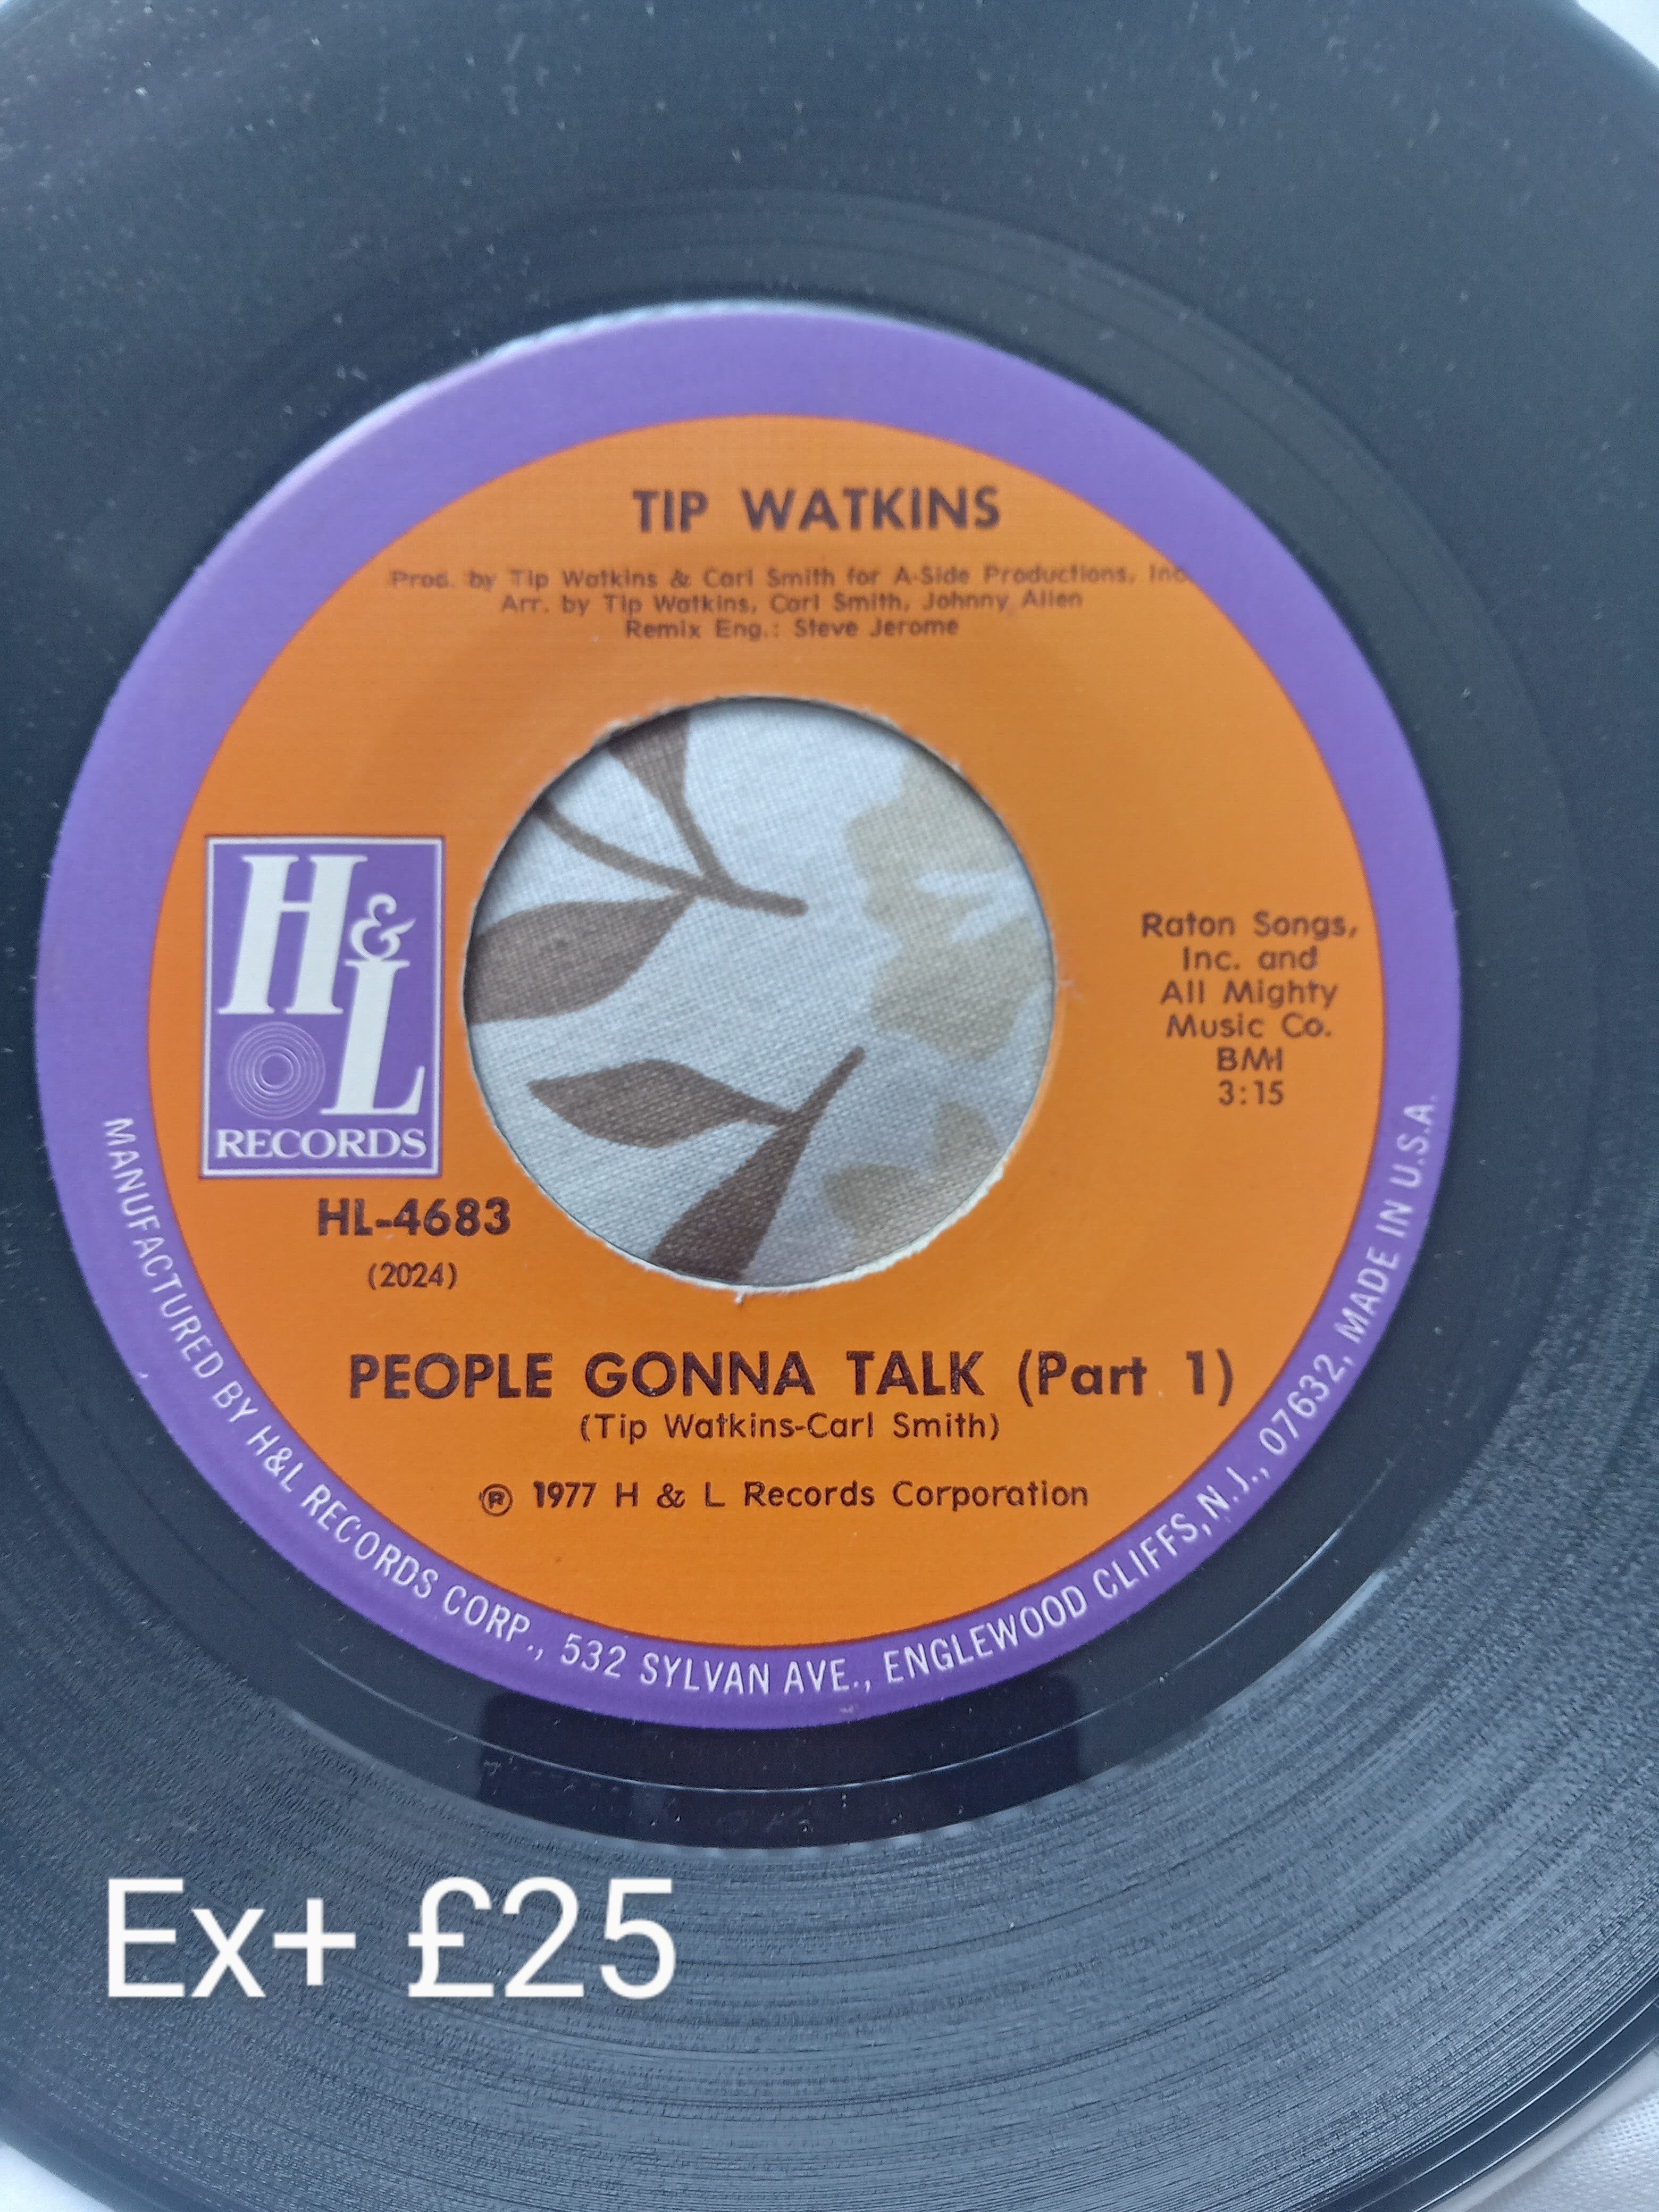 TIP WATKINS
Prod. by Tip Watkins & Carl Smith for A-Side Productions, Inc
Arr. by Tip Watkins, Carl Smith, Johnny Allen
Remix Eng.: Steve Jerome
H&L
RECORDS
HL-4683
(2024)
Raton Songs,
Inc. and
All Mighty
Music Co.
BMI
3:15
PEOPLE GONNA TALK (Part 1)
(Tip Watkins-Carl Smith)
Ⓡ 1977 H & L Records Corporation
MANUFACTURED BY H&L RECORDS CORP., 532 SYLVAN AVE., ENGLEWOOD CLIFFS, N.J., 07632, MADE IN U.S.A.
Ex+ £25